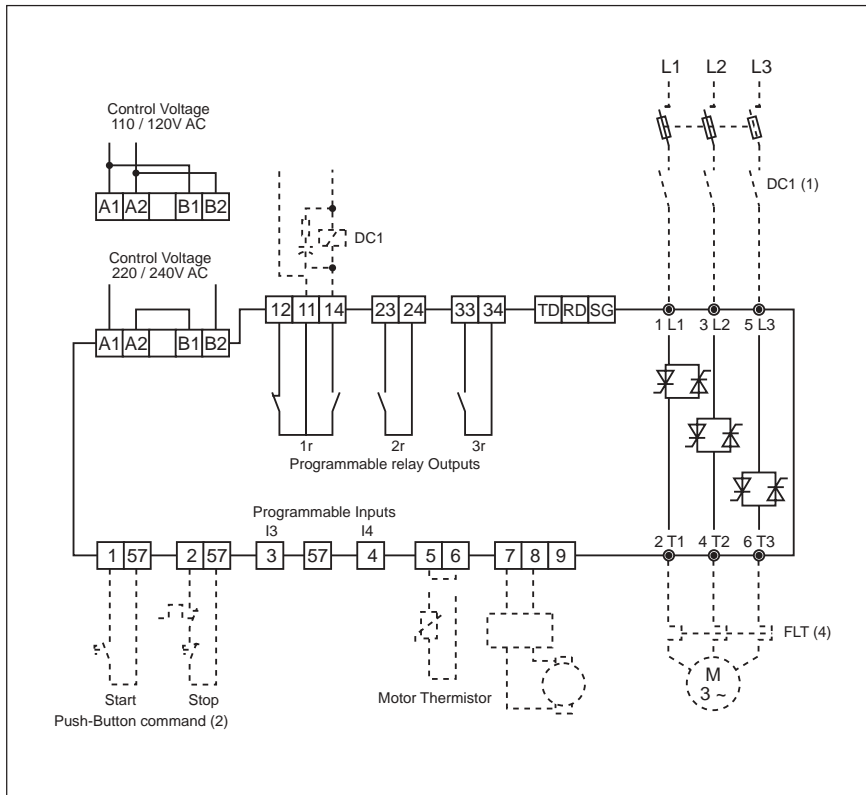 L1 L2 L3
Control Voltage
110 / 120V AC
DC1 (1)
A1 A2 B1 B2
DC1
Control Voltage
220 / 240V AC
12 11 14 23 24 33 34 TD RD SG
1 L1 3 L2 5 L3
A1 A2 B1 B2
1r 2r 3r
Programmable relay Outputs
Programmable Inputs
I3 I4
1 57 2 57 3 57 4 5 6 7 8 9
2 T1 4 T2 6 T3
FLT (4)
M
3 ~
Start Stop
Motor Thermistor
Push-Button command (2)